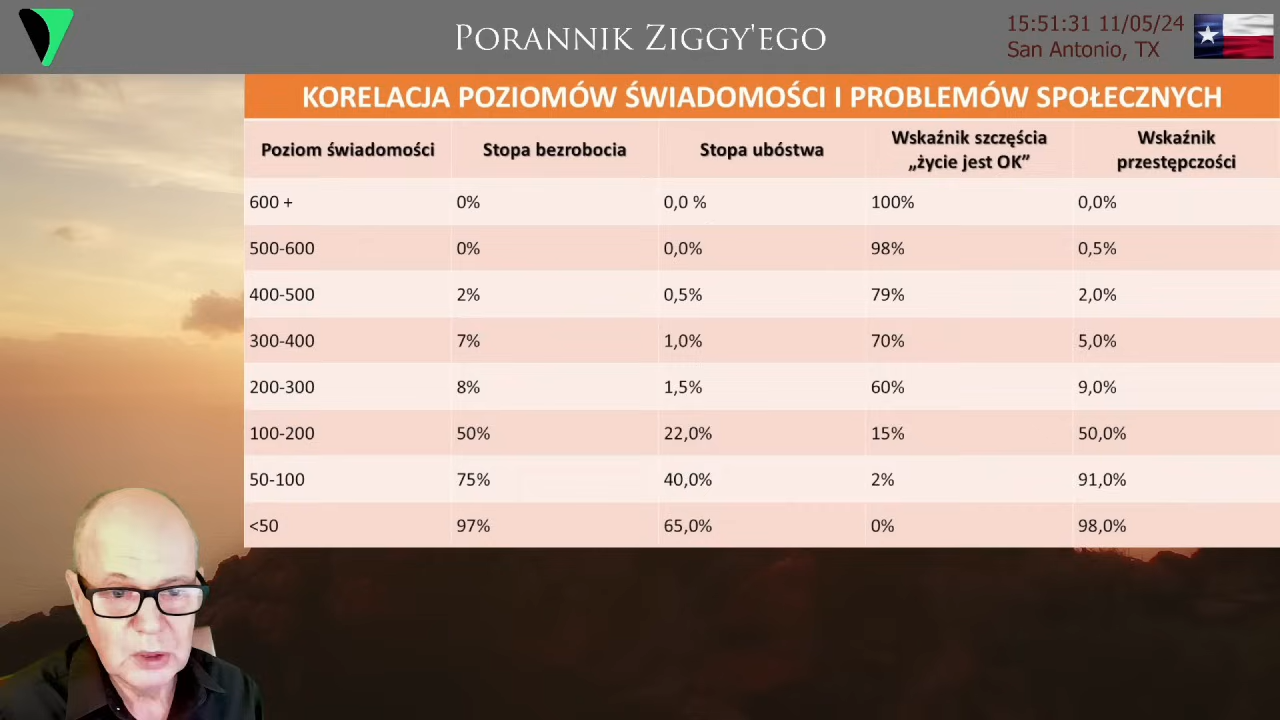 PORANNIK ZIGGY'EGO
15:51:31 11/05/24
San Antonio, TX
KORELACJA POZIOMÓW ŚWIADOMOŚCI I PROBLEMÓW SPOŁECZNYCH
Poziom świadomości Stopa bezrobocia Stopa ubóstwa Wskaźnik szczęścia „życie jest OK” Wskaźnik przestępczości
600 + 0% 0,0 % 100% 0,0%
500-600 0% 0,0% 98% 0,5%
400-500 2% 0,5% 79% 2,0%
300-400 7% 1,0% 70% 5,0%
200-300 8% 1,5% 60% 9,0%
100-200 50% 22,0% 15% 50,0%
50-100 75% 40,0% 2% 91,0%
<50 97% 65,0% 0% 98,0%